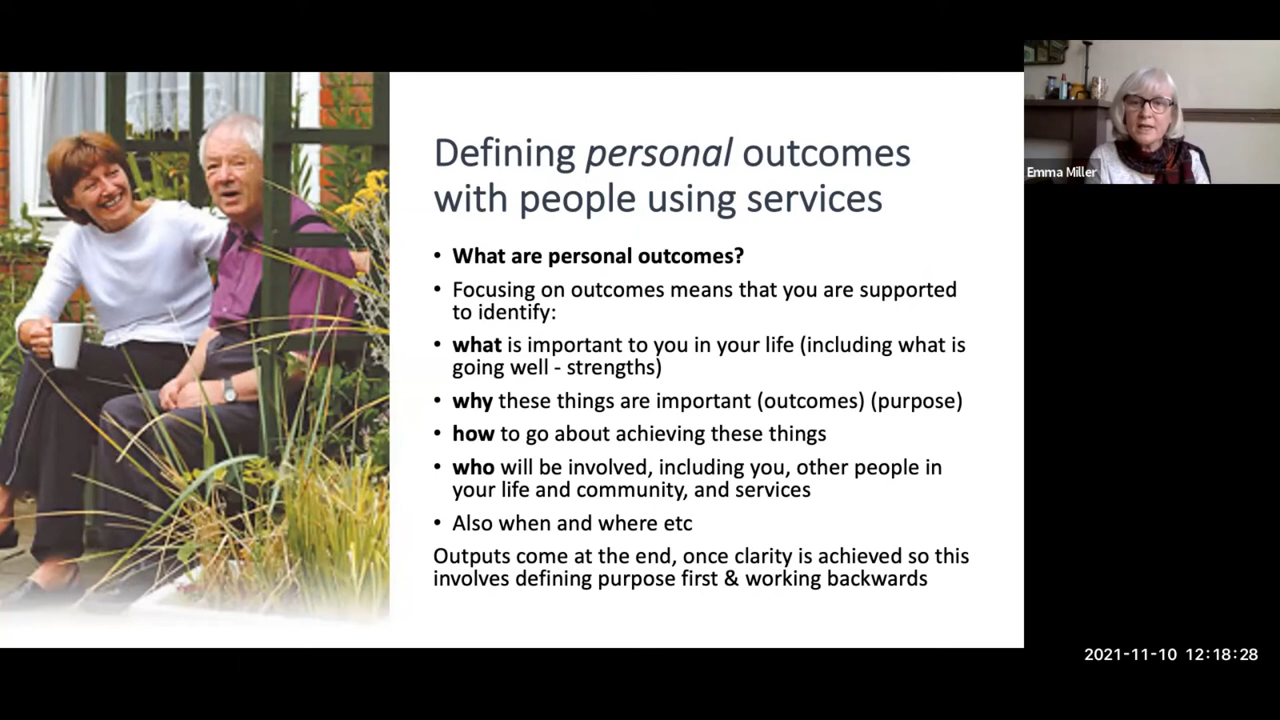 Defining personal outcomes
with people using services
• What are personal outcomes?
• Focusing on outcomes means that you are supported
to identify:
• what is important to you in your life (including what is
going well - strengths)
• why these things are important (outcomes) (purpose)
• how to go about achieving these things
• who will be involved, including you, other people in
your life and community, and services
• Also when and where etc
Outputs come at the end, once clarity is achieved so this
involves defining purpose first & working backwards
Emma Miller
2021-11-10 12:18:28